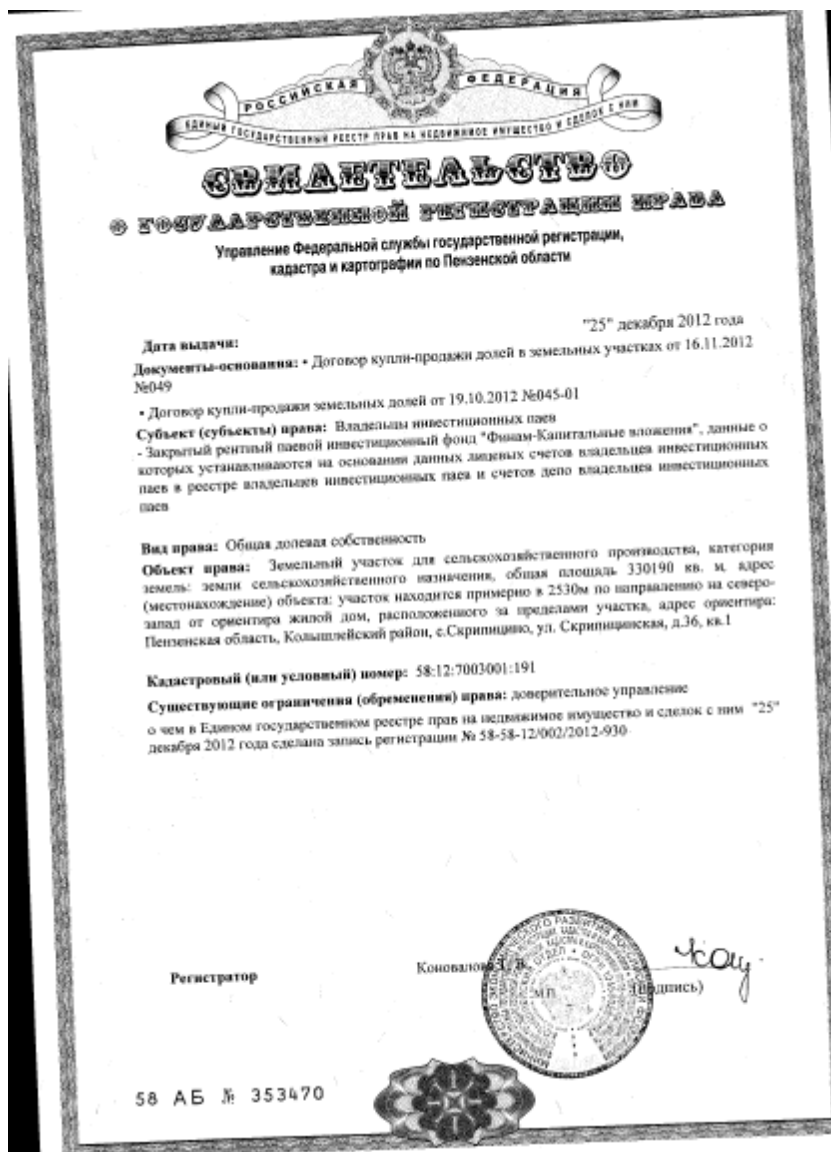 РОССИЙСКАЯ ФЕДЕРАЦИЯ
ЕДИНЫЙ ГОСУДАРСТВЕННЫЙ РЕЕСТР ПРАВ НА НЕДВИЖИМОЕ ИМУЩЕСТВО И СДЕЛОК С НИМ
СВИДЕТЕЛЬСТВО
О ГОСУДАРСТВЕННОЙ РЕГИСТРАЦИИ ПРАВА
Управление Федеральной службы государственной регистрации,
кадастра и картографии по Пензенской области
Дата выдачи: "25" декабря 2012 года
Документы-основания: • Договор купли-продажи долей в земельных участках от 16.11.2012
№049
• Договор купли-продажи земельных долей от 19.10.2012 №045-01
Субъект (субъекты) права: Владельцы инвестиционных паев
- Закрытый рентный паевой инвестиционный фонд "Финам-Капитальные вложения", данные о
которых устанавливаются на основании данных лицевых счетов владельцев инвестиционных
паев в реестре владельцев инвестиционных паев и счетов депо владельцев инвестиционных
паев
Вид права: Общая долевая собственность
Объект права: Земельный участок для сельскохозяйственного производства, категория
земель: земли сельскохозяйственного назначения, общая площадь 330190 кв. м, адрес
(местонахождение) объекта: участок находится примерно в 2530м по направлению на северо-
запад от ориентира жилой дом, расположенного за пределами участка, адрес ориентира:
Пензенская область, Колышлейский район, с.Скрипицино, ул. Скрипицинская, д.36, кв.1
Кадастровый (или условный) номер: 58:12:7003001:191
Существующие ограничения (обременения) права: доверительное управление
о чем в Едином государственном реестре прав на недвижимое имущество и сделок с ним "25"
декабря 2012 года сделана запись регистрации № 58-58-12/002/2012-930
Регистратор
Коновалова Т. В.
М.П.
(подпись)
58 АБ № 353470